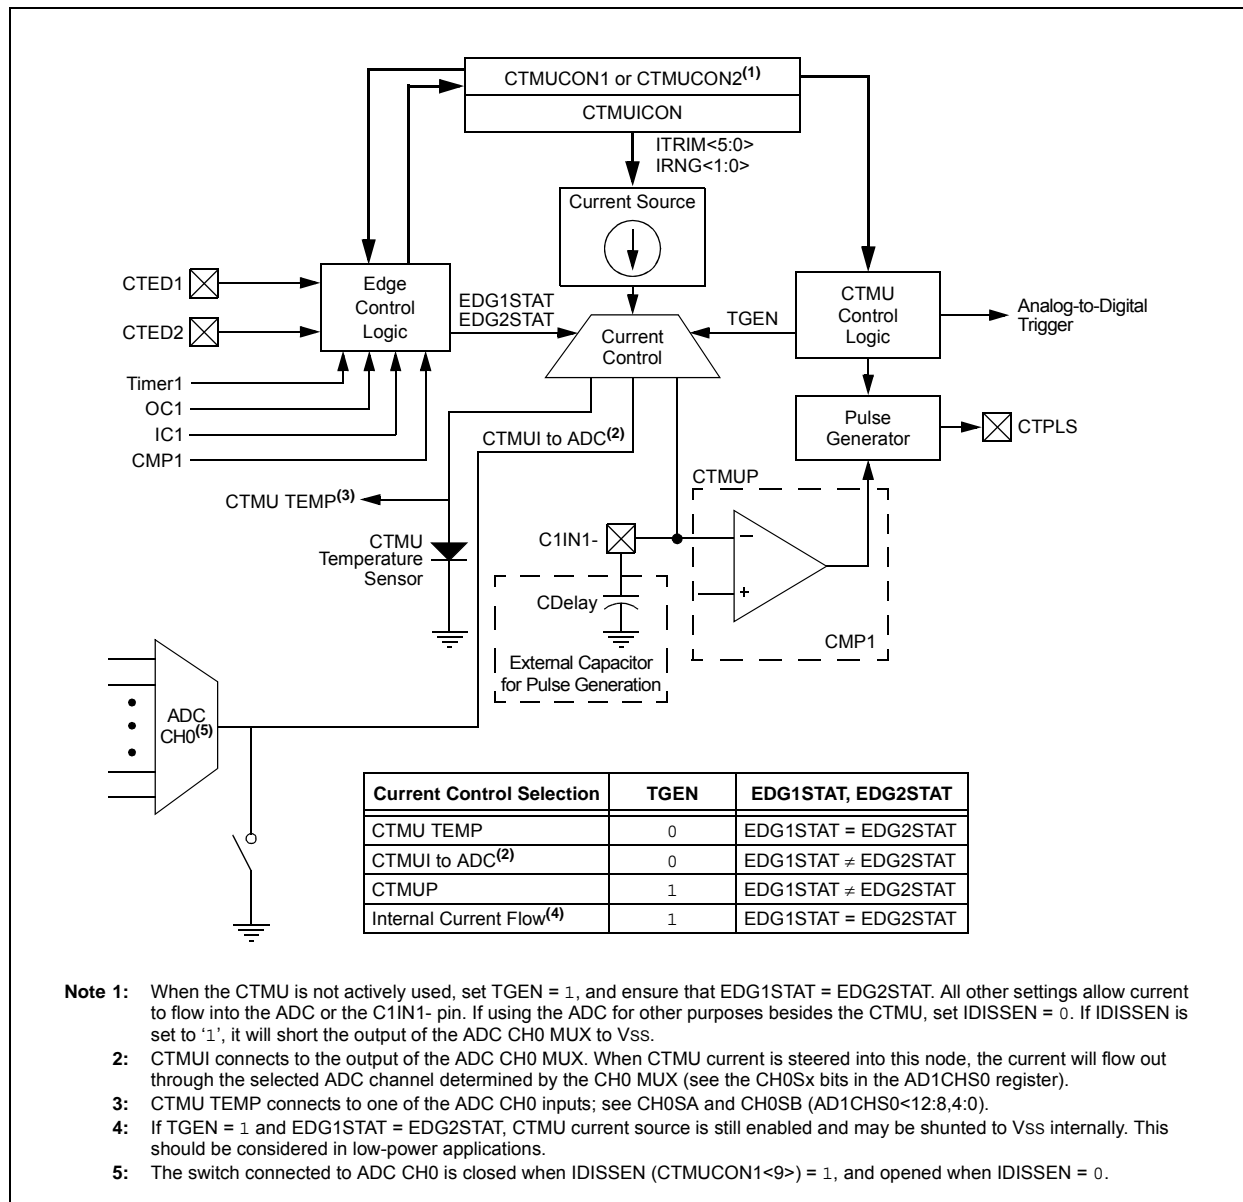 CTMUCON1 or CTMUCON2(1)
CTMUICON
ITRIM<5:0>
IRNG<1:0>
Current Source
CTED1
CTED2
Edge
Control
Logic
EDG1STAT
EDG2STAT
Current
Control
TGEN
CTMU
Control
Logic
Analog-to-Digital
Trigger
Timer1
OC1
IC1
CMP1
Pulse
Generator
CTPLS
CTMUI to ADC(2)
CTMUP
CTMU TEMP(3)
CTMU
Temperature
Sensor
C1IN1-
CDelay
External Capacitor
for Pulse Generation
−
+
CMP1
ADC
CH0(5)
Current Control Selection TGEN EDG1STAT, EDG2STAT
CTMU TEMP 0 EDG1STAT = EDG2STAT
CTMUI to ADC(2) 0 EDG1STAT ≠ EDG2STAT
CTMUP 1 EDG1STAT ≠ EDG2STAT
Internal Current Flow(4) 1 EDG1STAT = EDG2STAT
Note 1: When the CTMU is not actively used, set TGEN = 1, and ensure that EDG1STAT = EDG2STAT. All other settings allow current
to flow into the ADC or the C1IN1- pin. If using the ADC for other purposes besides the CTMU, set IDISSEN = 0. If IDISSEN is
set to ‘1’, it will short the output of the ADC CH0 MUX to VSS.
2: CTMUI connects to the output of the ADC CH0 MUX. When CTMU current is steered into this node, the current will flow out
through the selected ADC channel determined by the CH0 MUX (see the CH0Sx bits in the AD1CHS0 register).
3: CTMU TEMP connects to one of the ADC CH0 inputs; see CH0SA and CH0SB (AD1CHS0<12:8,4:0).
4: If TGEN = 1 and EDG1STAT = EDG2STAT, CTMU current source is still enabled and may be shunted to VSS internally. This
should be considered in low-power applications.
5: The switch connected to ADC CH0 is closed when IDISSEN (CTMUCON1<9>) = 1, and opened when IDISSEN = 0.